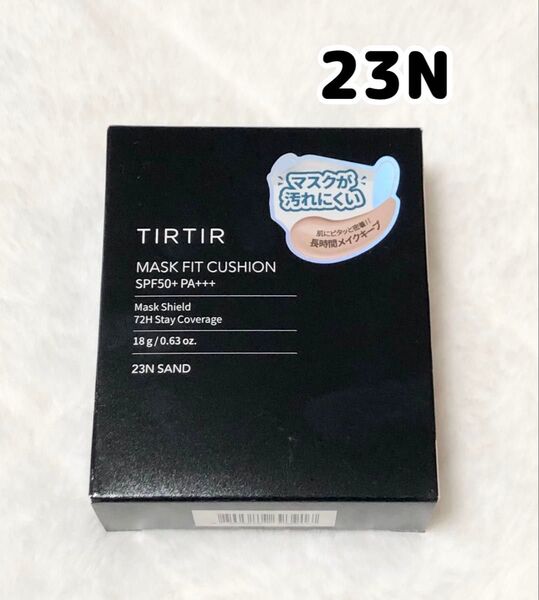 23N
マスクが
汚れにくい
肌にピタッと密着!!
長時間メイクキープ
TIRTIR
MASK FIT CUSHION
SPF50+ PA+++
Mask Shield
72H Stay Coverage
18 g / 0.63 oz.
23N SAND